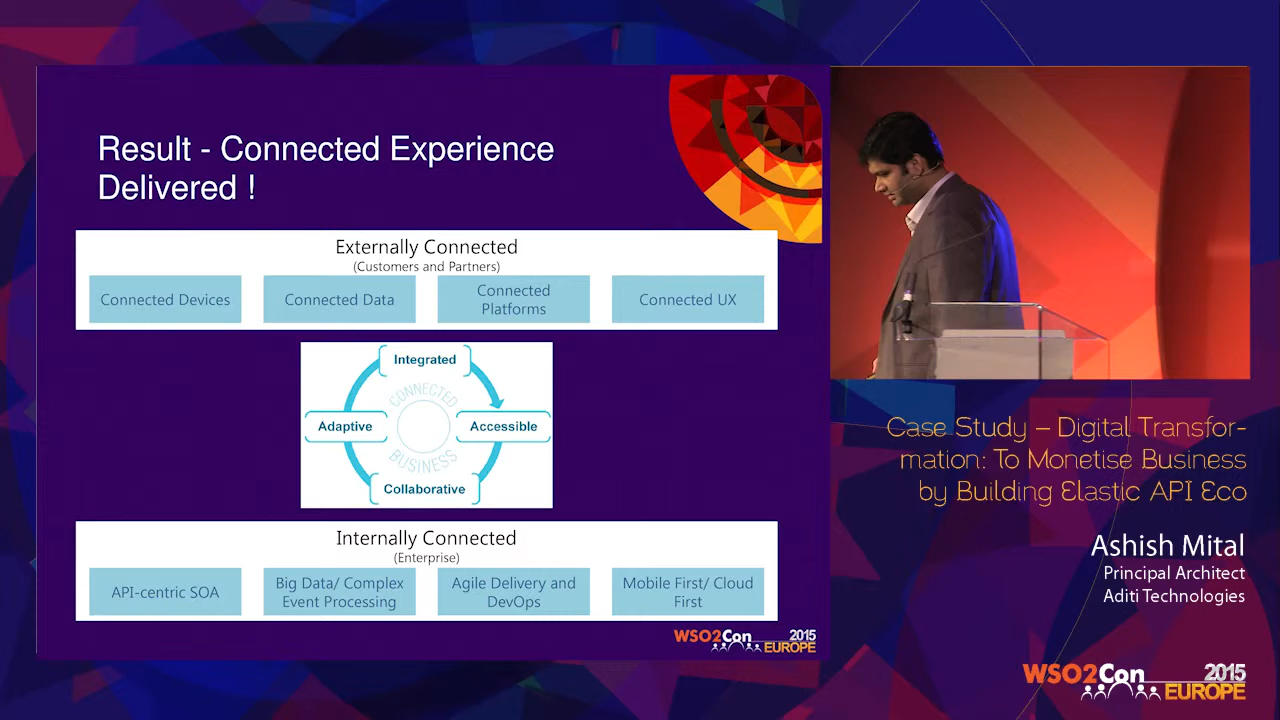 Result - Connected Experience
Delivered !
Externally Connected
(Customers and Partners)
Connected Devices
Connected Data
Connected
Platforms
Connected UX
Integrated
CONNECTED
Adaptive
Accessible
BUSINESS
Collaborative
Internally Connected
(Enterprise)
API-centric SOA
Big Data/ Complex
Event Processing
Agile Delivery and
DevOps
Mobile First/ Cloud
First
WSO2Con 2015
EUROPE
Case Study – Digital Transfor-
mation: To Monetise Business
by Building Elastic API Eco
Ashish Mital
Principal Architect
Aditi Technologies
WSO2Con 2015
EUROPE